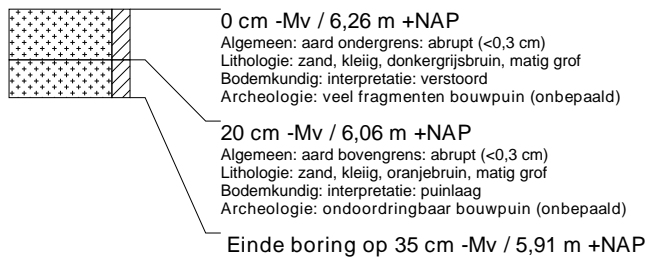 0 cm -Mv / 6,26 m +NAP
Algemeen: aard ondergrens: abrupt (<0,3 cm)
Lithologie: zand, kleiig, donkergrijsbruin, matig grof
Bodemkundig: interpretatie: verstoord
Archeologie: veel fragmenten bouwpuin (onbepaald)
20 cm -Mv / 6,06 m +NAP
Algemeen: aard bovengrens: abrupt (<0,3 cm)
Lithologie: zand, kleiig, oranjebruin, matig grof
Bodemkundig: interpretatie: puinlaag
Archeologie: ondoordringbaar bouwpuin (onbepaald)
Einde boring op 35 cm -Mv / 5,91 m +NAP